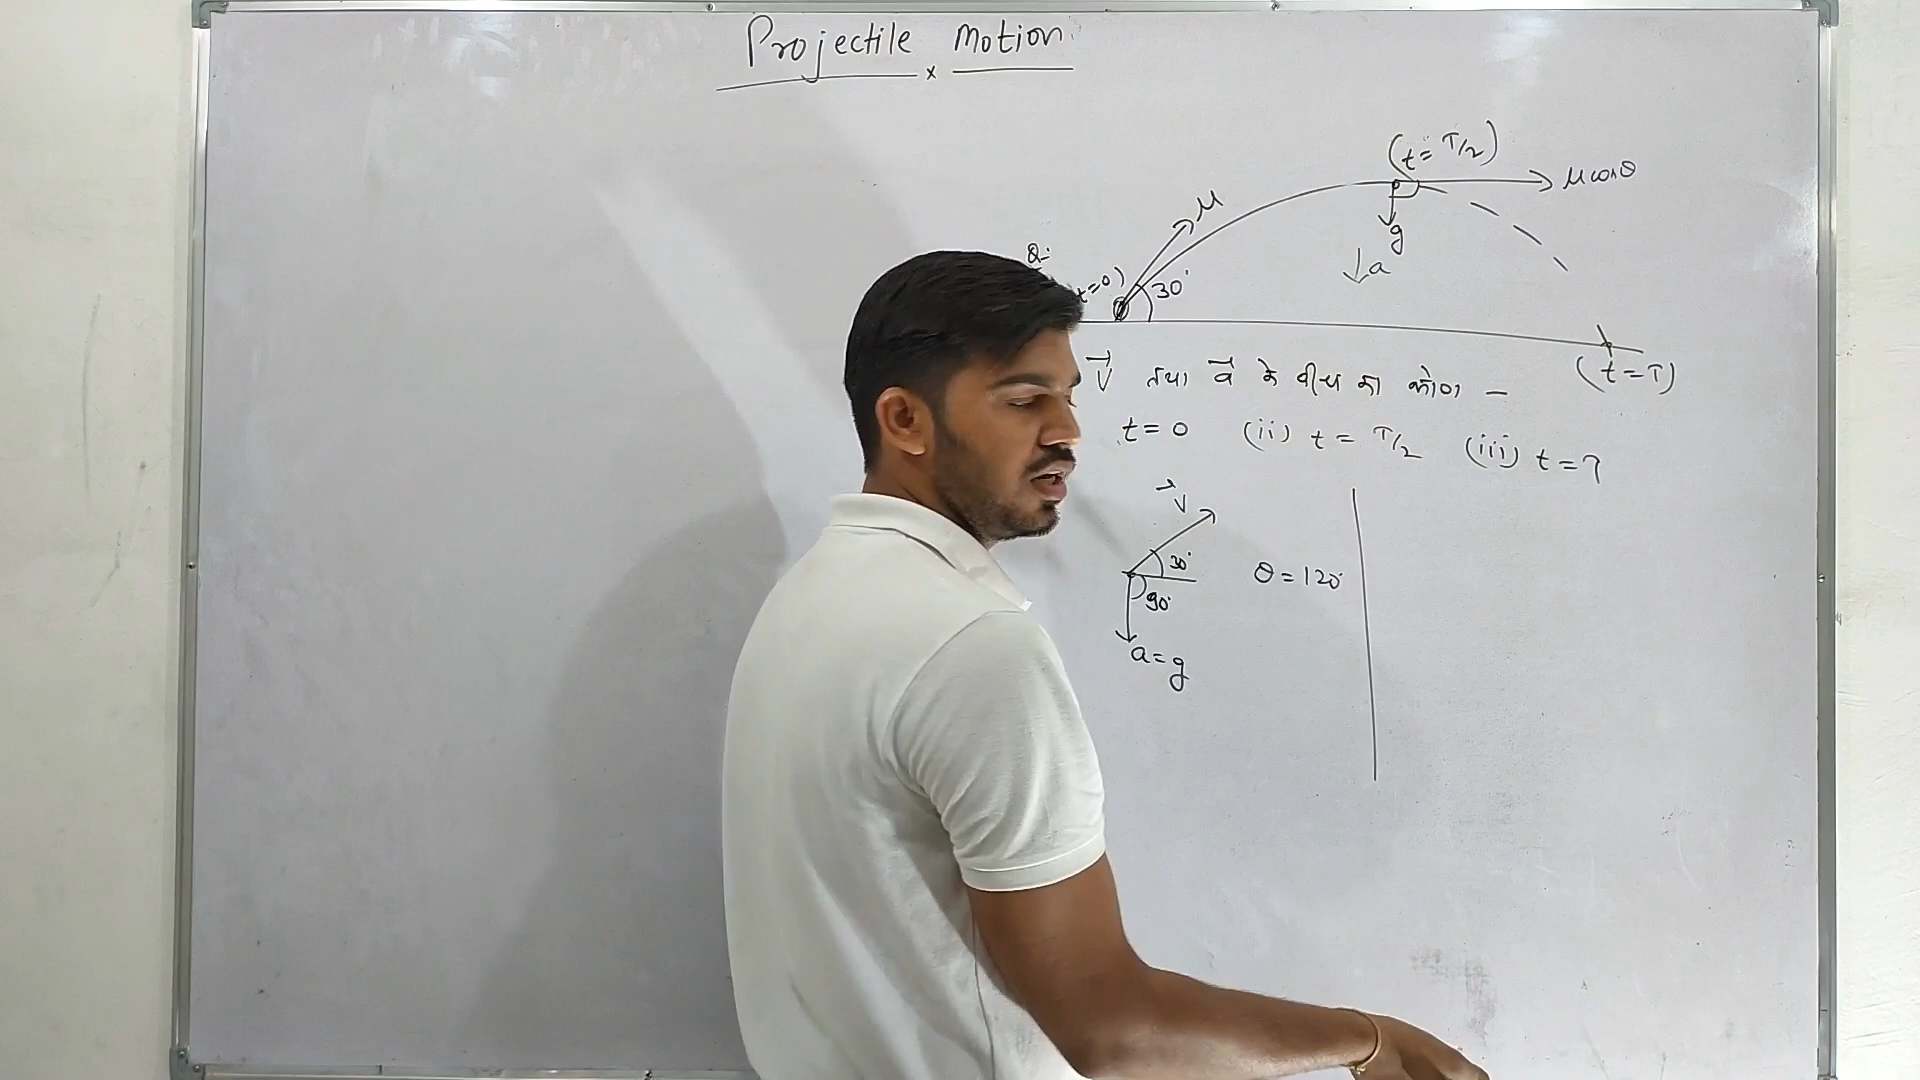 Projectile Motion
(t = T/2)
u cosθ
u
g
a
Q.
t=0)
30°
(t = T)
V तथा a के बीच का कोण -
t = 0 (ii) t = T/2 (iii) t = T
V
30°
θ = 120°
90°
a = g